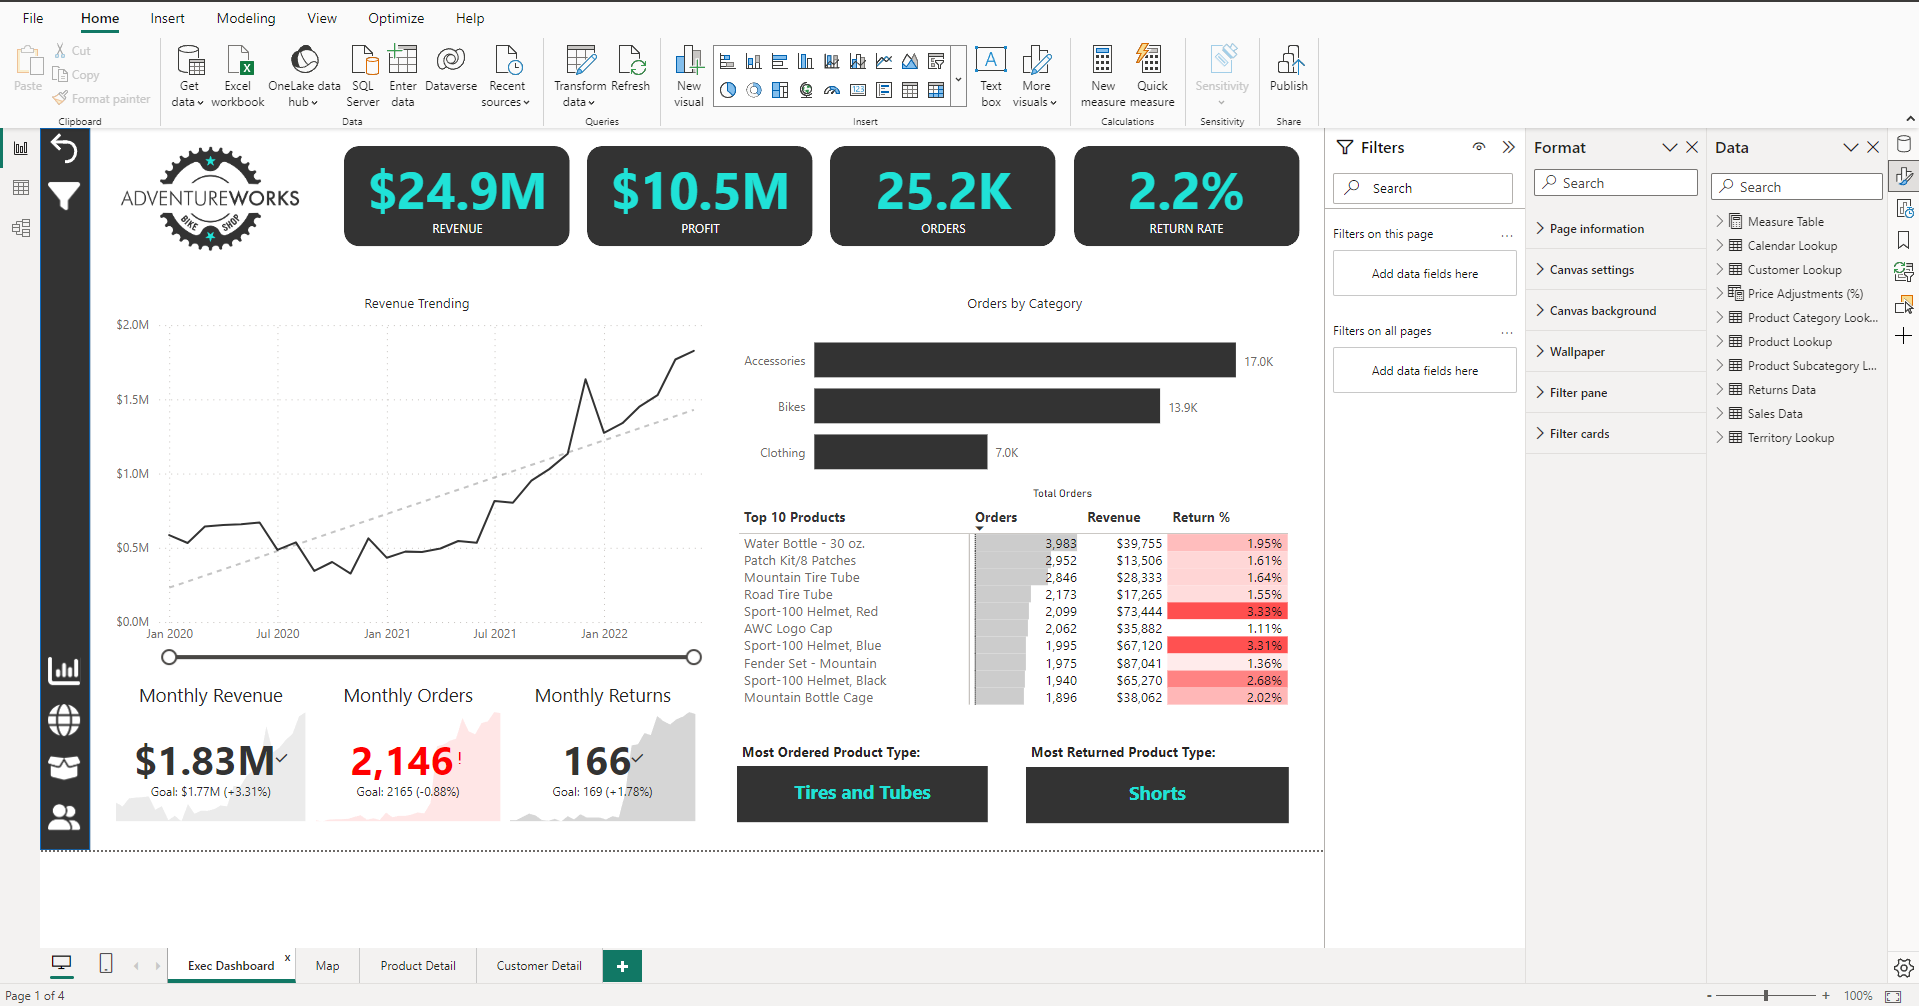 File Home Insert Modeling View Optimize Help
Paste
Cut
Copy
Format painter
Clipboard
Get data
Excel workbook
OneLake data hub
SQL Server
Enter data
Dataverse
Recent sources
Data
Transform data
Refresh
Queries
New visual
Insert
A
Text box
More visuals
New measure
Quick measure
Calculations
Sensitivity
Sensitivity
Publish
Share
ADVENTUREWORKS
BIKE SHOP
$24.9M
REVENUE
$10.5M
PROFIT
25.2K
ORDERS
2.2%
RETURN RATE
Revenue Trending
$2.0M
$1.5M
$1.0M
$0.5M
$0.0M
Jan 2020 Jul 2020 Jan 2021 Jul 2021 Jan 2022
Orders by Category
Accessories 17.0K
Bikes 13.9K
Clothing 7.0K
Total Orders
Top 10 Products Orders Revenue Return %
Water Bottle - 30 oz. 3,983 $39,755 1.95%
Patch Kit/8 Patches 2,952 $13,506 1.61%
Mountain Tire Tube 2,846 $28,333 1.64%
Road Tire Tube 2,173 $17,265 1.55%
Sport-100 Helmet, Red 2,099 $73,444 3.33%
AWC Logo Cap 2,062 $35,882 1.11%
Sport-100 Helmet, Blue 1,995 $67,120 3.31%
Fender Set - Mountain 1,975 $87,041 1.36%
Sport-100 Helmet, Black 1,940 $65,270 2.68%
Mountain Bottle Cage 1,896 $38,062 2.02%
Monthly Revenue
$1.83M
Goal: $1.77M (+3.31%)
Monthly Orders
2,146!
Goal: 2165 (-0.88%)
Monthly Returns
166
Goal: 169 (+1.78%)
Most Ordered Product Type:
Tires and Tubes
Most Returned Product Type:
Shorts
Filters
Search
Filters on this page ...
Add data fields here
Filters on all pages ...
Add data fields here
Format
Search
Page information
Canvas settings
Canvas background
Wallpaper
Filter pane
Filter cards
Data
Search
Measure Table
Calendar Lookup
Customer Lookup
Price Adjustments (%)
Product Category Look...
Product Lookup
Product Subcategory L...
Returns Data
Sales Data
Territory Lookup
Exec Dashboard x Map Product Detail Customer Detail +
Page 1 of 4
- + 100%